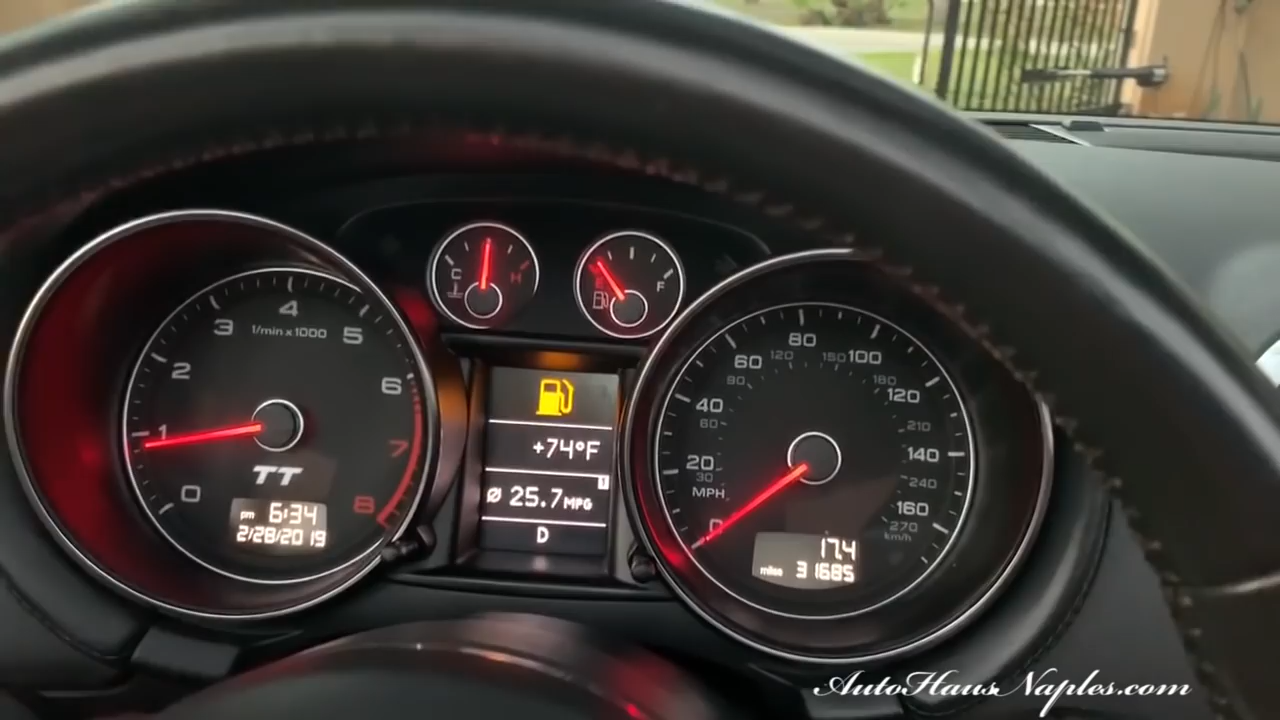 0
1
2
3
4
5
6
7
8
1/min x 1000
TT
pm 6:34
2/28/2019
C
H
F
+74°F
Ø 25.7 MPG
1
D
0
20
40
60
80
100
120
140
160
MPH
30
60
90
120
150
180
210
240
270
km/h
17.4
miles 31685
AutoHausNaples.com